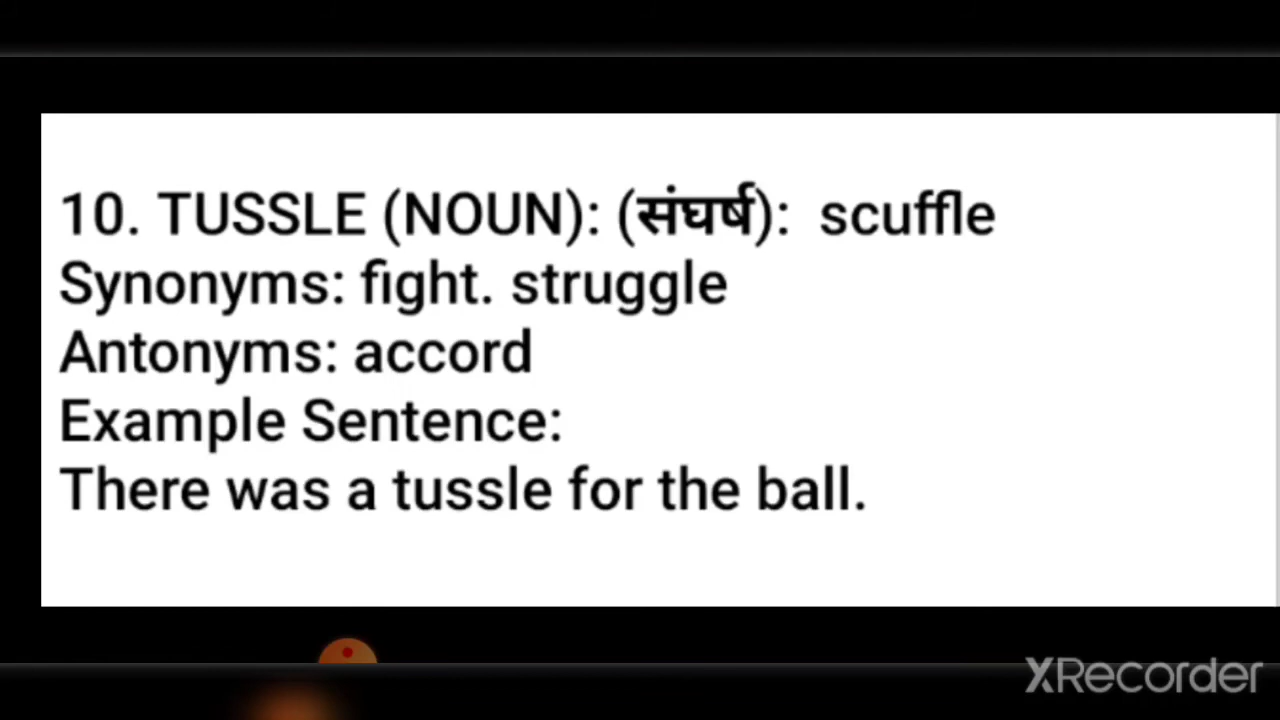 10. TUSSLE (NOUN): (संघर्ष): scuffle
Synonyms: fight. struggle
Antonyms: accord
Example Sentence:
There was a tussle for the ball.
XRecorder